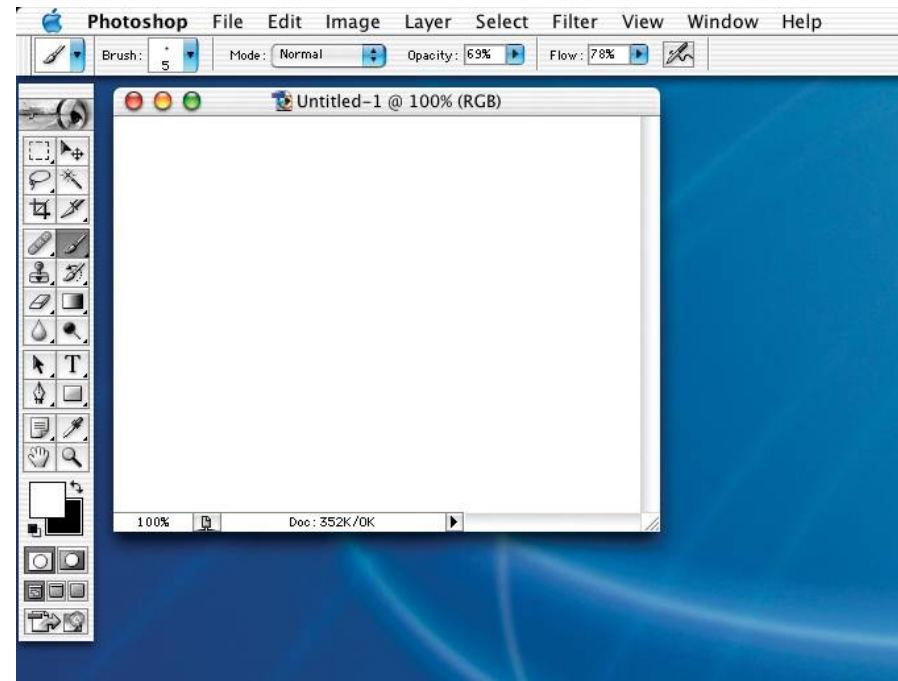 Photoshop File Edit Image Layer Select Filter View Window Help
Brush: 5 Mode: Normal Opacity: 69% Flow: 78%
Untitled-1 @ 100% (RGB)
T
100% Doc: 352K/0K